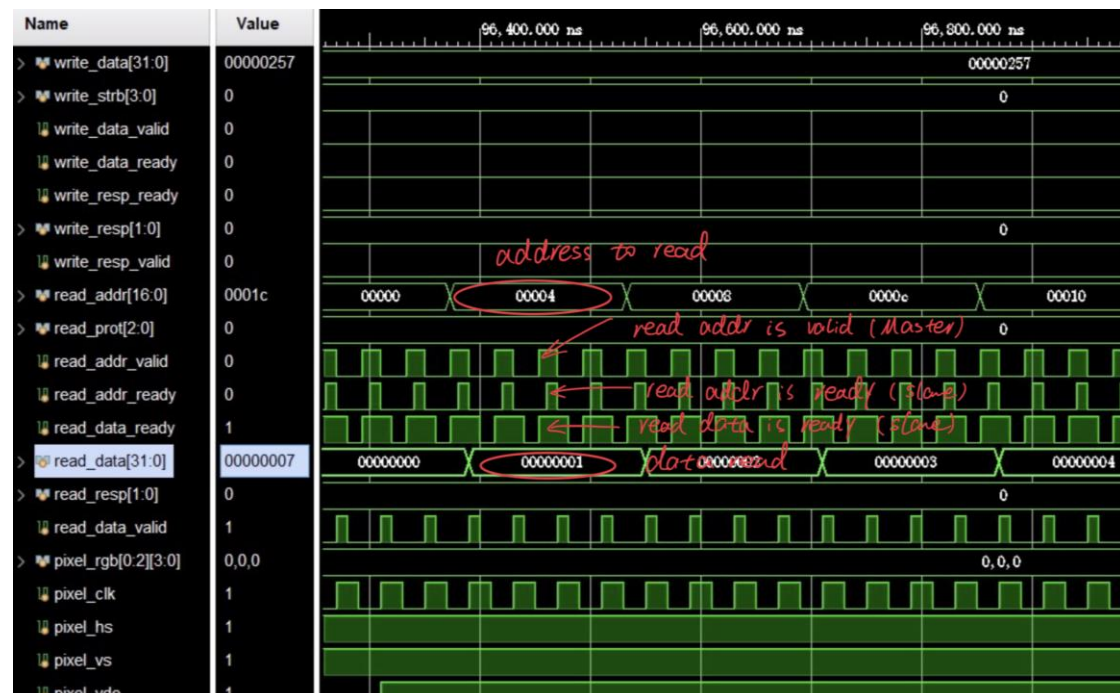 Name Value
96,400.000 ns 96,600.000 ns 96,800.000 ns
write_data[31:0] 00000257 00000257
write_strb[3:0] 0 0
write_data_valid 0
write_data_ready 0
write_resp_ready 0
write_resp[1:0] 0 0
address to read
write_resp_valid 0
read_addr[16:0] 0001c 00000 00004 00008 0000c 00010
read_prot[2:0] 0 read addr is valid (Master) 0
read_addr_valid 0
read_addr_ready 0 read addr is ready (Slave)
read_data_ready 1 read data is ready (Slave)
read_data[31:0] 00000007 00000000 00000001 data read 00000002 00000003 00000004
read_resp[1:0] 0 0
read_data_valid 1
pixel_rgb[0:2][3:0] 0,0,0 0,0,0
pixel_clk 1
pixel_hs 1
pixel_vs 1
pixel_vde 1